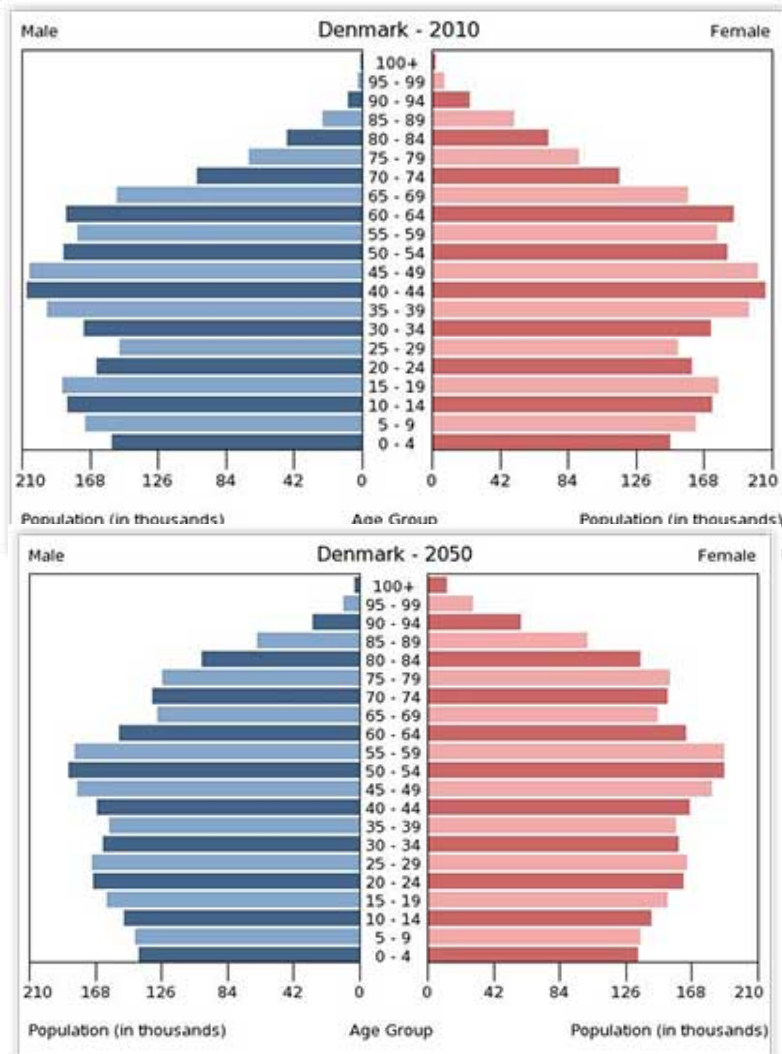 Male Denmark - 2010 Female
100+
95 - 99
90 - 94
85 - 89
80 - 84
75 - 79
70 - 74
65 - 69
60 - 64
55 - 59
50 - 54
45 - 49
40 - 44
35 - 39
30 - 34
25 - 29
20 - 24
15 - 19
10 - 14
5 - 9
0 - 4
210 168 126 84 42 0 0 42 84 126 168 210
Population (in thousands) Age Group Population (in thousands)
Male Denmark - 2050 Female
100+
95 - 99
90 - 94
85 - 89
80 - 84
75 - 79
70 - 74
65 - 69
60 - 64
55 - 59
50 - 54
45 - 49
40 - 44
35 - 39
30 - 34
25 - 29
20 - 24
15 - 19
10 - 14
5 - 9
0 - 4
210 168 126 84 42 0 0 42 84 126 168 210
Population (in thousands) Age Group Population (in thousands)